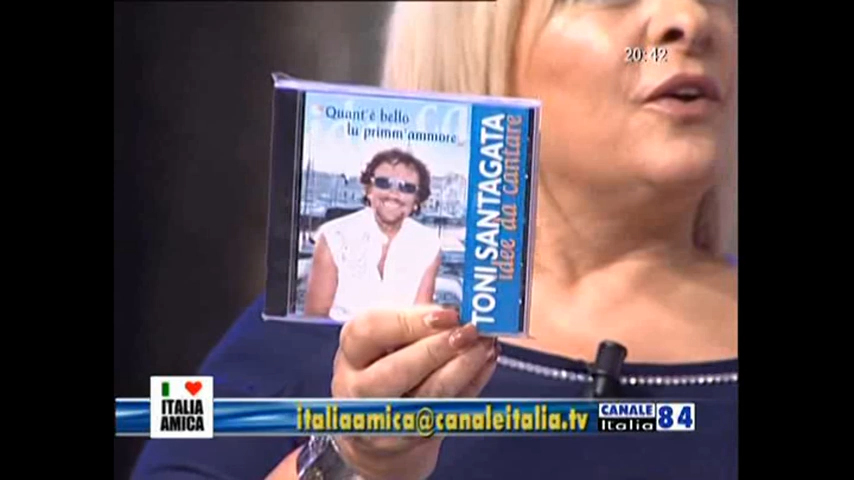 20:42
Quant'è bello
lu primm'ammore
TONI SANTAGATA
idee da cantare
I
ITALIA
AMICA
italiaamica@canaleitalia.tv
CANALE
Italia
84